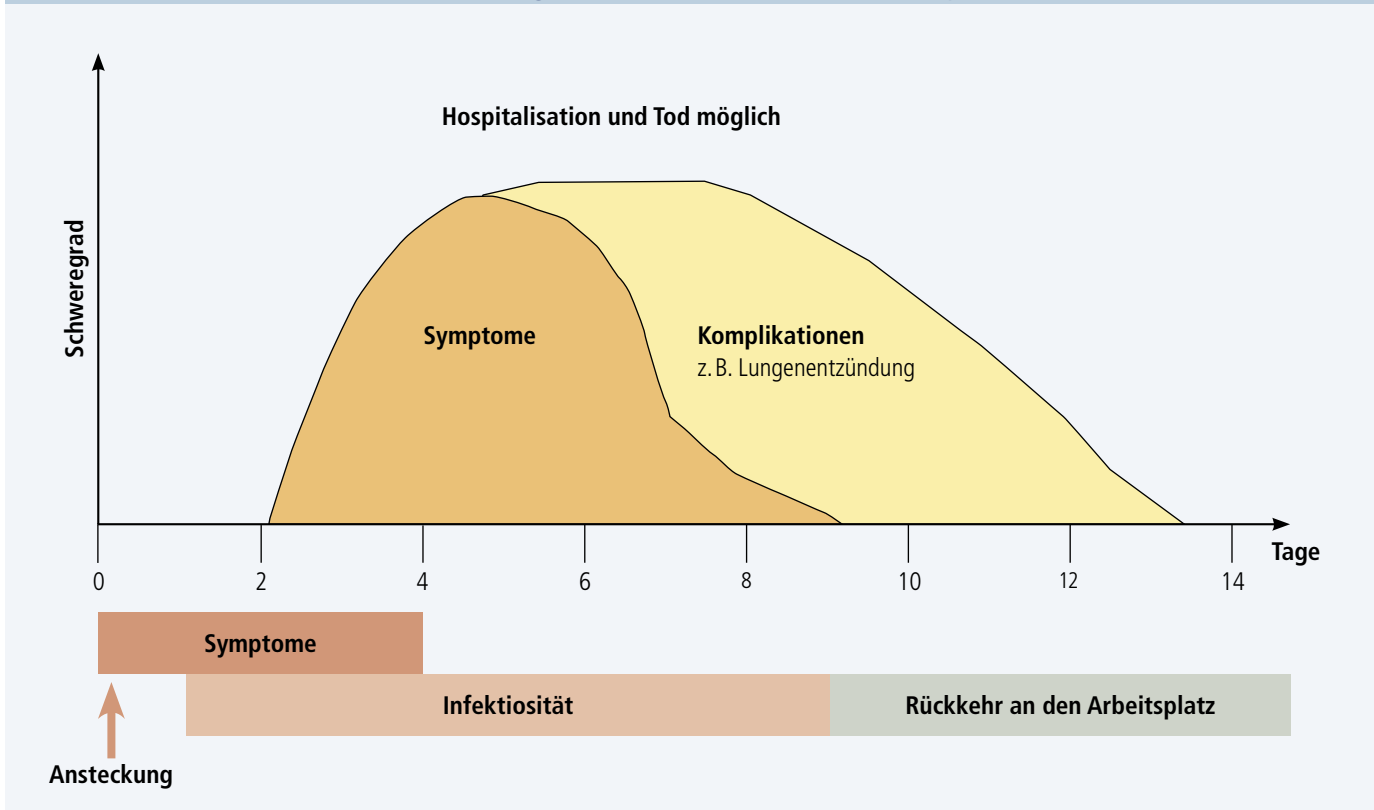 Hospitalisation und Tod möglich
Schweregrad
Symptome
Komplikationen
z. B. Lungenentzündung
Tage
0 2 4 6 8 10 12 14
Symptome
Infektiosität
Rückkehr an den Arbeitsplatz
Ansteckung